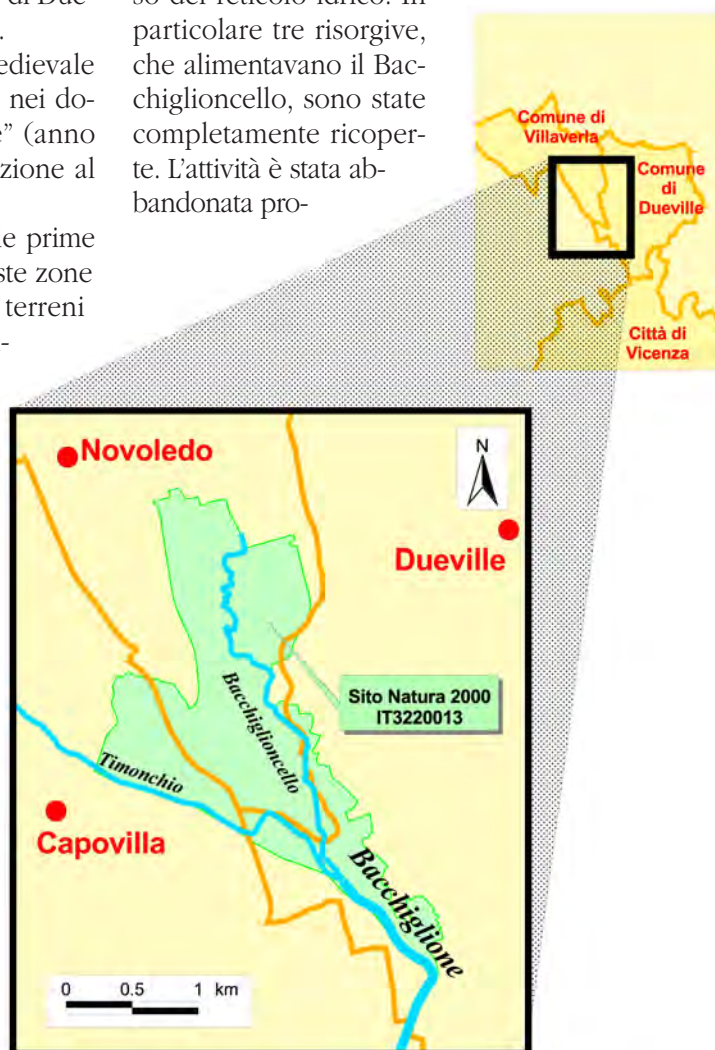 di Due-
.
edievale
nei do-
e” (anno
zione al
e prime
ste zone
terreni
-
so del reticolo idrico. In
particolare tre risorgive,
che alimentavano il Bac-
chiglioncello, sono state
completamente ricoper-
te. L’attività è stata ab-
bandonata pro-
Comune di
Villaverla
Comune
di
Dueville
Città di
Vicenza
Novoledo
N
Dueville
Sito Natura 2000
IT3220013
Bacchiglioncello
Timonchio
Capovilla
Bacchiglione
0 0.5 1 km